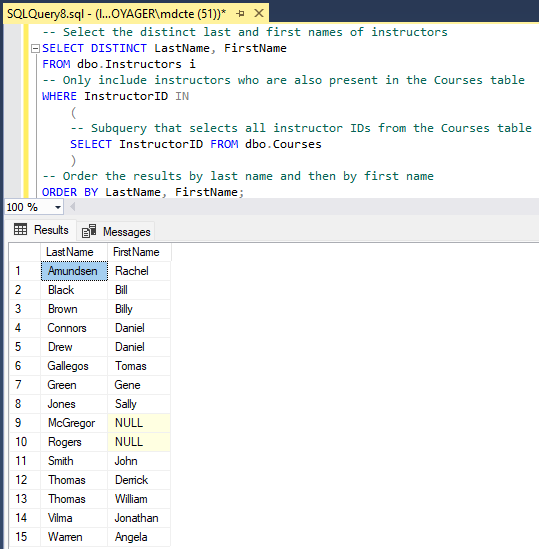 SQLQuery8.sql - (l...OYAGER\mdcte (51))*
-- Select the distinct last and first names of instructors
SELECT DISTINCT LastName, FirstName
FROM dbo.Instructors i
-- Only include instructors who are also present in the Courses table
WHERE InstructorID IN
(
-- Subquery that selects all instructor IDs from the Courses table
SELECT InstructorID FROM dbo.Courses
)
-- Order the results by last name and then by first name
ORDER BY LastName, FirstName;
100 %
Results Messages
LastName FirstName
1 Amundsen Rachel
2 Black Bill
3 Brown Billy
4 Connors Daniel
5 Drew Daniel
6 Gallegos Tomas
7 Green Gene
8 Jones Sally
9 McGregor NULL
10 Rogers NULL
11 Smith John
12 Thomas Derrick
13 Thomas William
14 Vilma Jonathan
15 Warren Angela